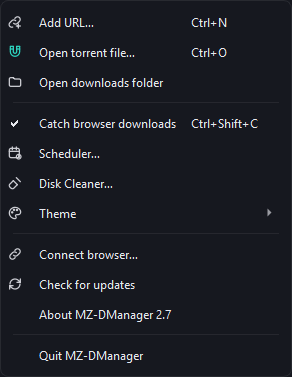 Add URL... Ctrl+N
Open torrent file... Ctrl+O
Open downloads folder
Catch browser downloads Ctrl+Shift+C
Scheduler...
Disk Cleaner...
Theme
Connect browser...
Check for updates
About MZ-DManager 2.7
Quit MZ-DManager